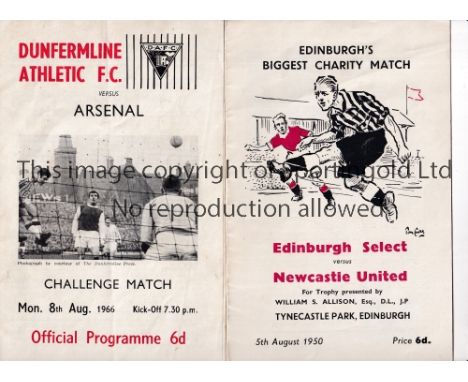 DUNFERMLINE
ATHLETIC F.C.
D.A.F.C
VERSUS
ARSENAL
Photograph by courtesy of The Dunfermline Press.
CHALLENGE MATCH
Mon. 8th Aug. 1966 Kick-Off 7.30 p.m.
Official Programme 6d
EDINBURGH'S
BIGGEST CHARITY MATCH
Edinburgh Select
versus
Newcastle United
For Trophy presented by
WILLIAM S. ALLISON, Esq., D.L., J.P
TYNECASTLE PARK, EDINBURGH
5th August 1950 Price 6d.
This image copyright of SportingOld Ltd
No reproduction allowed.